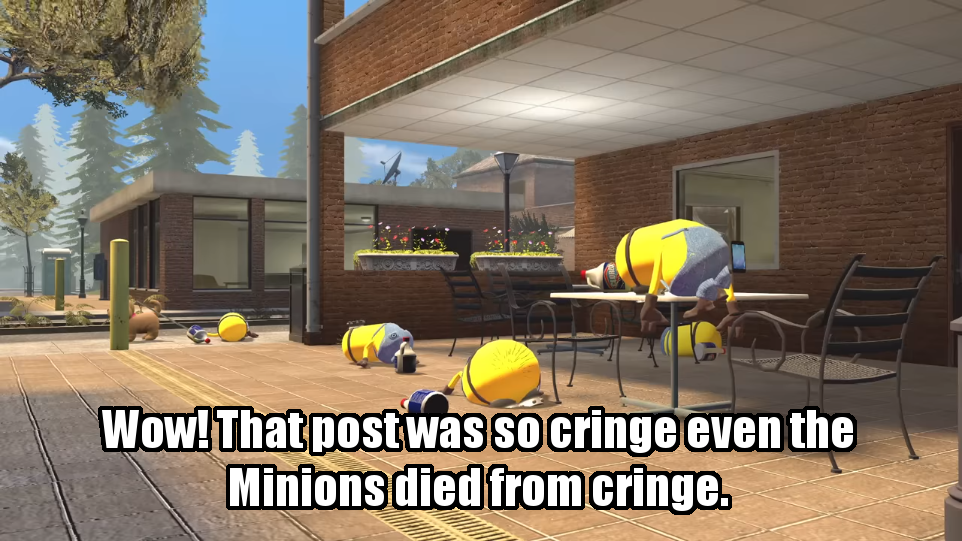 Wow! That post was so cringe even the
Minions died from cringe.